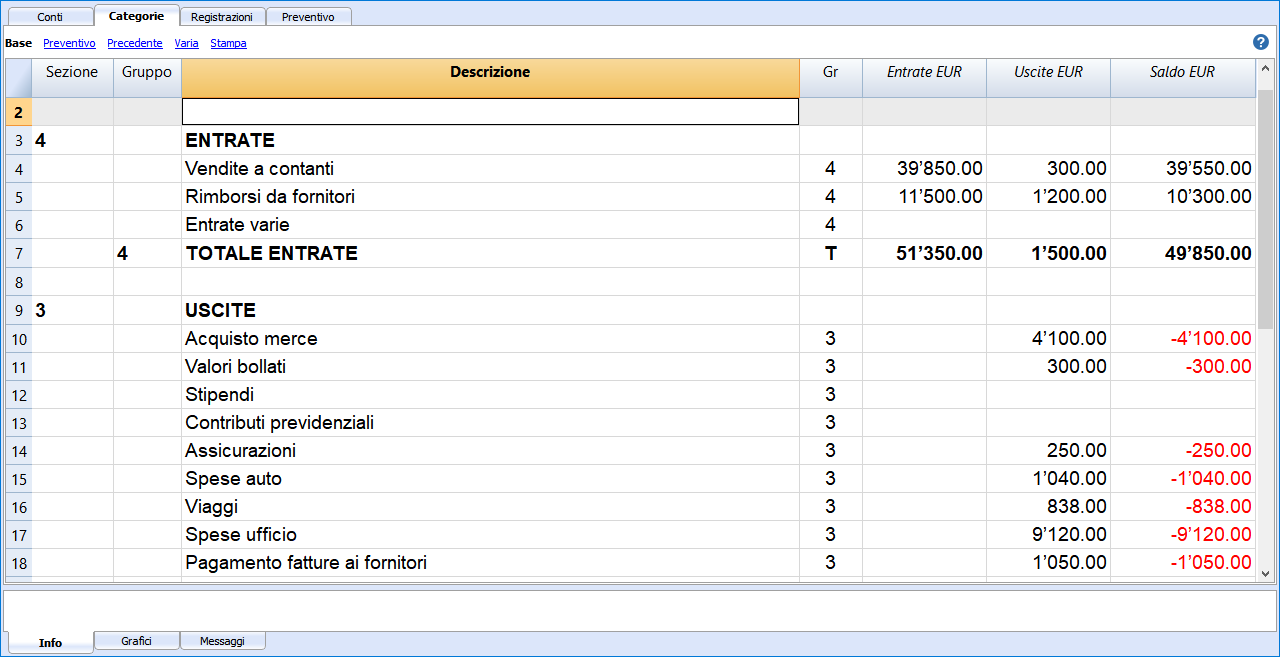 Conti Categorie Registrazioni Preventivo
Base Preventivo Precedente Varia Stampa ?
Sezione Gruppo Descrizione Gr Entrate EUR Uscite EUR Saldo EUR
2
3 4 ENTRATE
4 Vendite a contanti 4 39’850.00 300.00 39’550.00
5 Rimborsi da fornitori 4 11’500.00 1’200.00 10’300.00
6 Entrate varie 4
7 4 TOTALE ENTRATE T 51’350.00 1’500.00 49’850.00
8
9 3 USCITE
10 Acquisto merce 3 4’100.00 -4’100.00
11 Valori bollati 3 300.00 -300.00
12 Stipendi 3
13 Contributi previdenziali 3
14 Assicurazioni 3 250.00 -250.00
15 Spese auto 3 1’040.00 -1’040.00
16 Viaggi 3 838.00 -838.00
17 Spese ufficio 3 9’120.00 -9’120.00
18 Pagamento fatture ai fornitori 3 1’050.00 -1’050.00
Info Grafici Messaggi